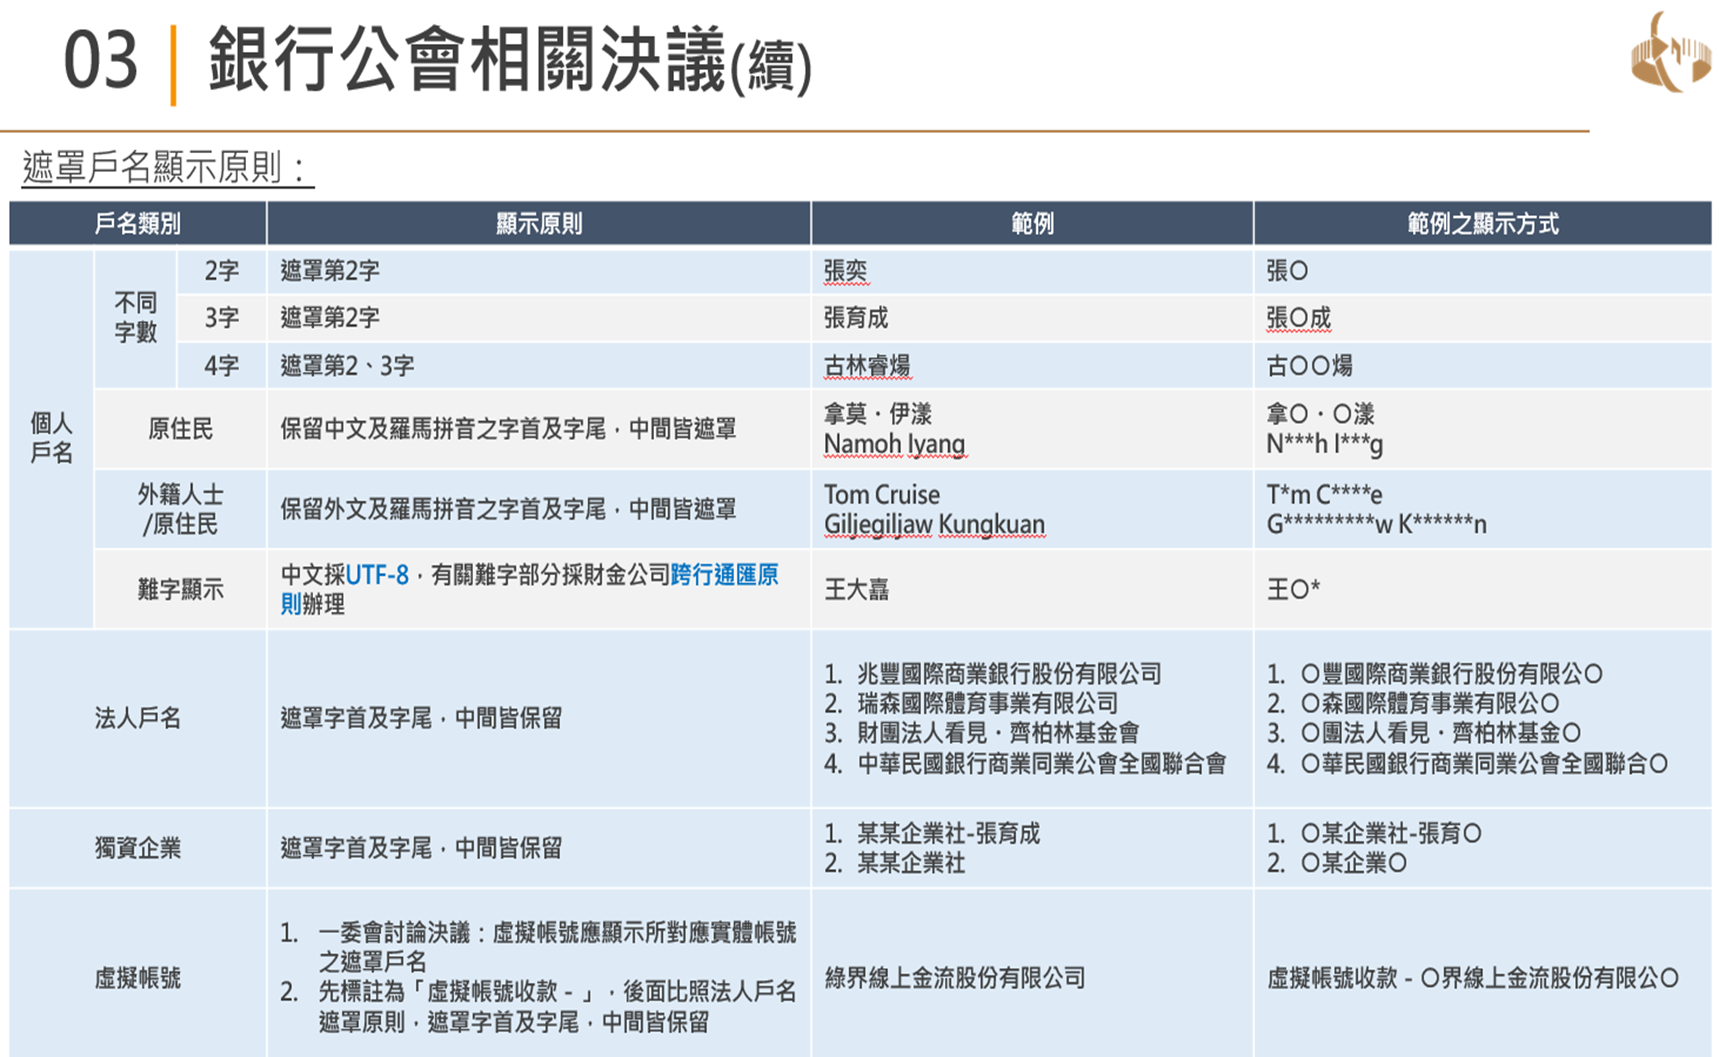 03 銀行公會相關決議(續)
遮罩戶名顯示原則：
戶名類別 顯示原則 範例 範例之顯示方式
個人
戶名
不同
字數
2字 遮罩第2字 張奕 張〇
3字 遮罩第2字 張育成 張〇成
4字 遮罩第2、3字 古林睿煬 古〇〇煬
原住民 保留中文及羅馬拼音之字首及字尾，中間皆遮罩
拿莫．伊漾
Namoh Iyang
拿〇．〇漾
N***h I***g
外籍人士
/原住民
保留外文及羅馬拼音之字首及字尾，中間皆遮罩
Tom Cruise
Giljegiljaw Kungkuan
T*m C****e
G*********w K******n
難字顯示
中文採UTF-8，有關難字部分採財金公司跨行通匯原
則辦理
王大嚞
王〇*
法人戶名
遮罩字首及字尾，中間皆保留
1. 兆豐國際商業銀行股份有限公司
2. 瑞森國際體育事業有限公司
3. 財團法人看見．齊柏林基金會
4. 中華民國銀行商業同業公會全國聯合會
1. 〇豐國際商業銀行股份有限公〇
2. 〇森國際體育事業有限公〇
3. 〇團法人看見．齊柏林基金〇
4. 〇華民國銀行商業同業公會全國聯合〇
獨資企業
遮罩字首及字尾，中間皆保留
1. 某某企業社-張育成
2. 某某企業社
1. 〇某企業社-張育〇
2. 〇某企業〇
虛擬帳號
1. 一委會討論決議：虛擬帳號應顯示所對應實體帳號
之遮罩戶名
2. 先標註為「虛擬帳號收款－」，後面比照法人戶名
遮罩原則，遮罩字首及字尾，中間皆保留
綠界線上金流股份有限公司
虛擬帳號收款－〇界線上金流股份有限公〇